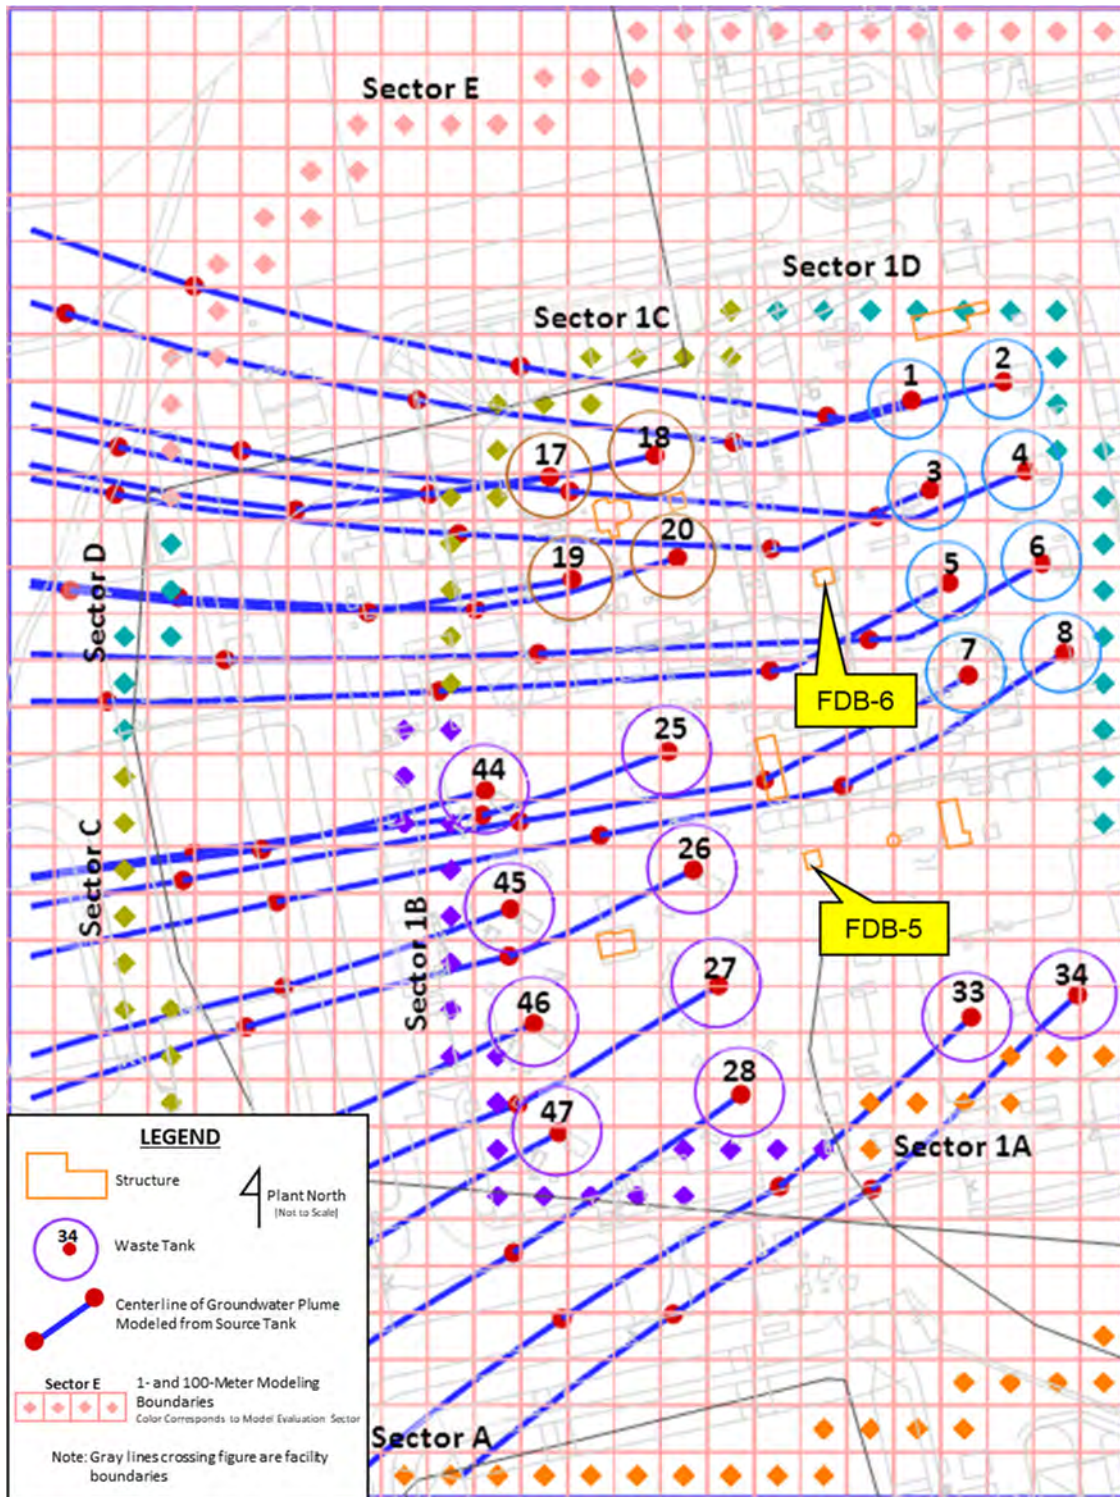 Sector E
Sector 1D
Sector 1C
1
2
17
18
3
4
19
20
5
6
Sector D
7
8
FDB-6
25
44
Sector C
26
45
FDB-5
Sector 1B
27
46
33
34
28
47
Sector 1A
LEGEND
Structure
Plant North
[Not to Scale]
34
Waste Tank
Centerline of Groundwater Plume
Modeled from Source Tank
Sector E
1- and 100-Meter Modeling
Boundaries
Color Corresponds to Model Evaluation Sector
Note: Gray lines crossing figure are facility
boundaries
Sector A